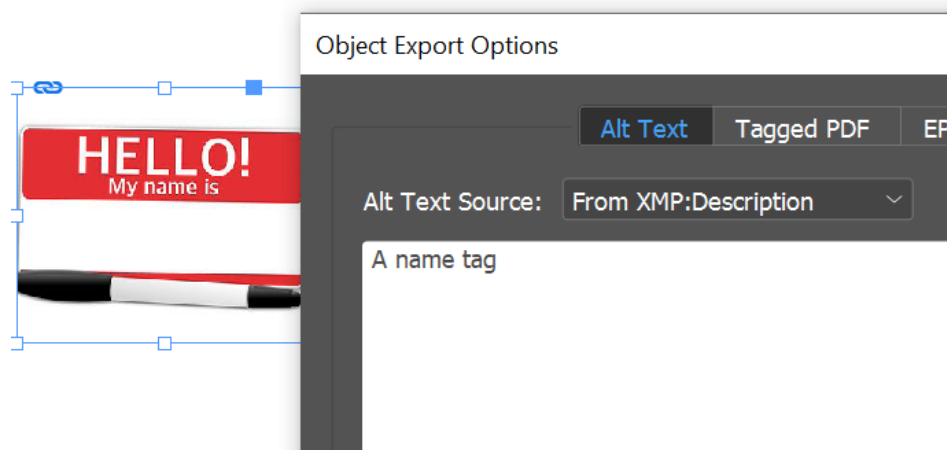 Object Export Options
Alt Text
Tagged PDF
EP
HELLO!
My name is
Alt Text Source:
From XMP:Description
A name tag